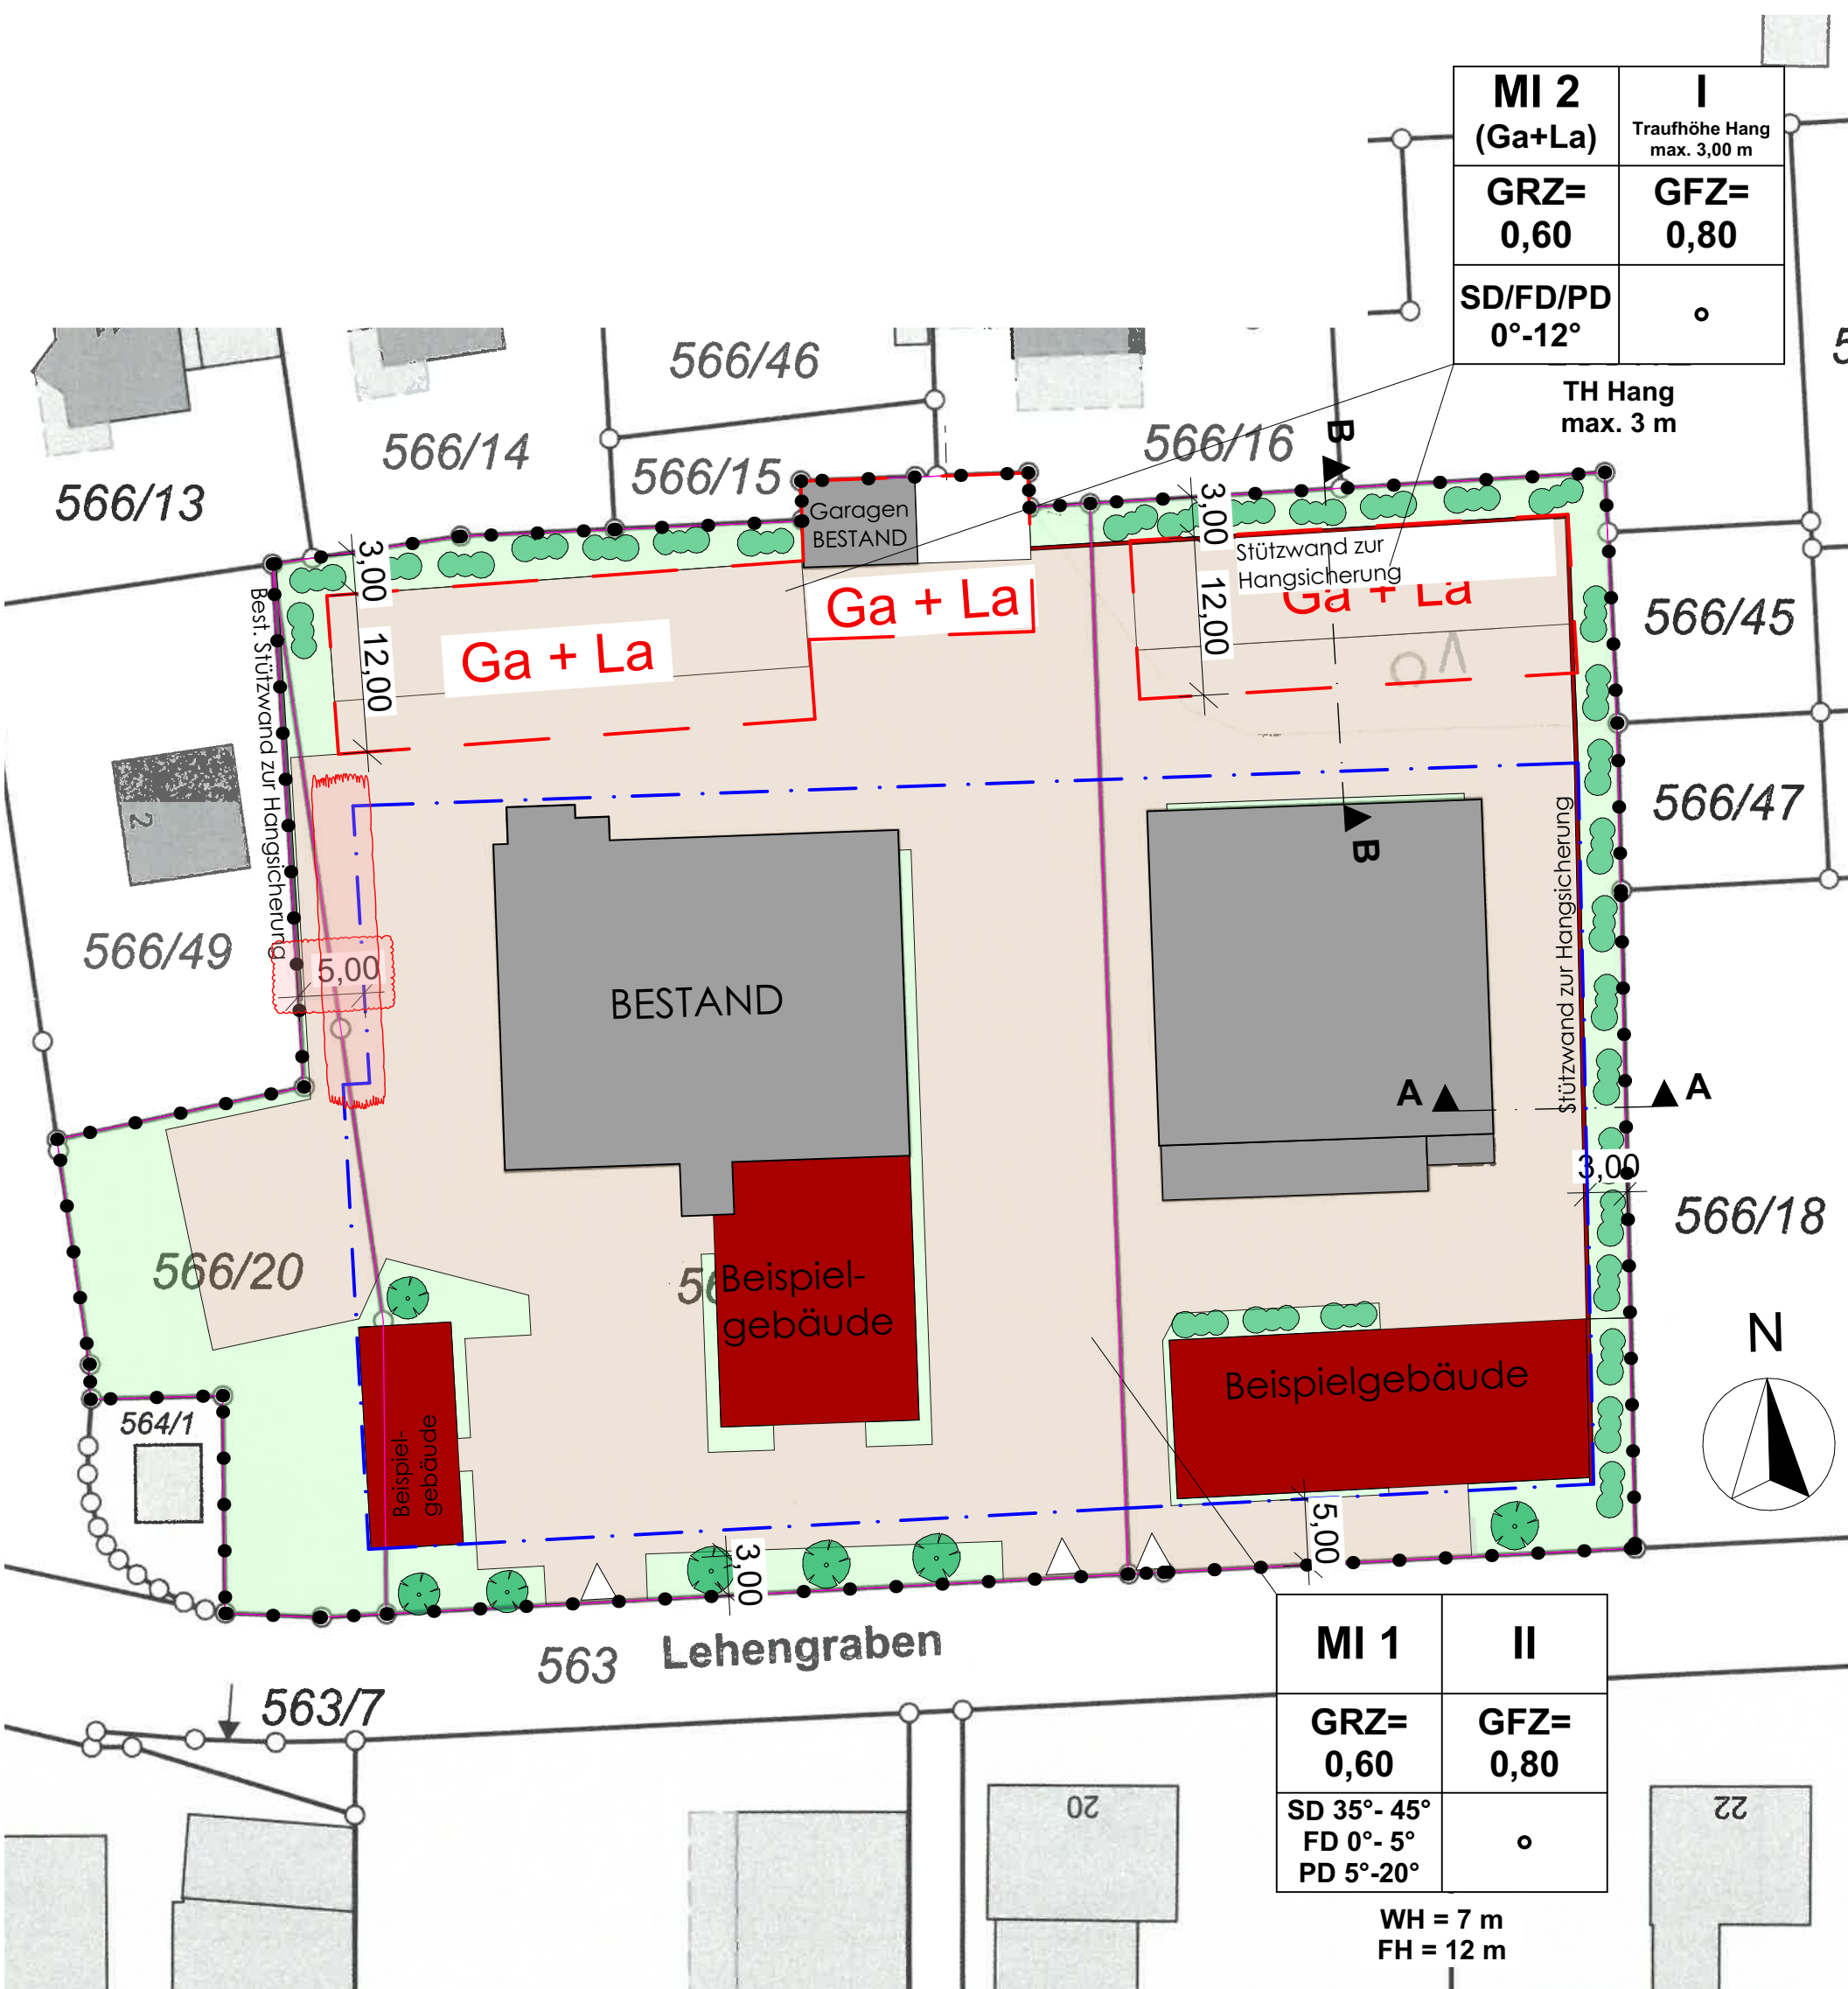 MI 2
(Ga+La)
I
Traufhöhe Hang
max. 3,00 m
GRZ=
0,60
GFZ=
0,80
SD/FD/PD
0°-12°
o
TH Hang
max. 3 m
566/46
566/14
566/15
566/16
566/13
B
Garagen
BESTAND
3,00
3,00
Stützwand zur
Hangsicherung
12,00
12,00
Ga + La
Ga + La
Ga + La
566/45
Best. Stützwand zur Hangsicherung
2
566/47
B
Stützwand zur Hangsicherung
566/49
5,00
BESTAND
A
A
3,00
566/18
566/20
Beispiel-
gebäude
Beispielgebäude
N
564/1
Beispiel-
gebäude
5,00
3,00
Lehengraben
563
563/7
MI 1
II
GRZ=
0,60
GFZ=
0,80
SD 35°- 45°
FD 0°- 5°
PD 5°-20°
o
WH = 7 m
FH = 12 m
20
22